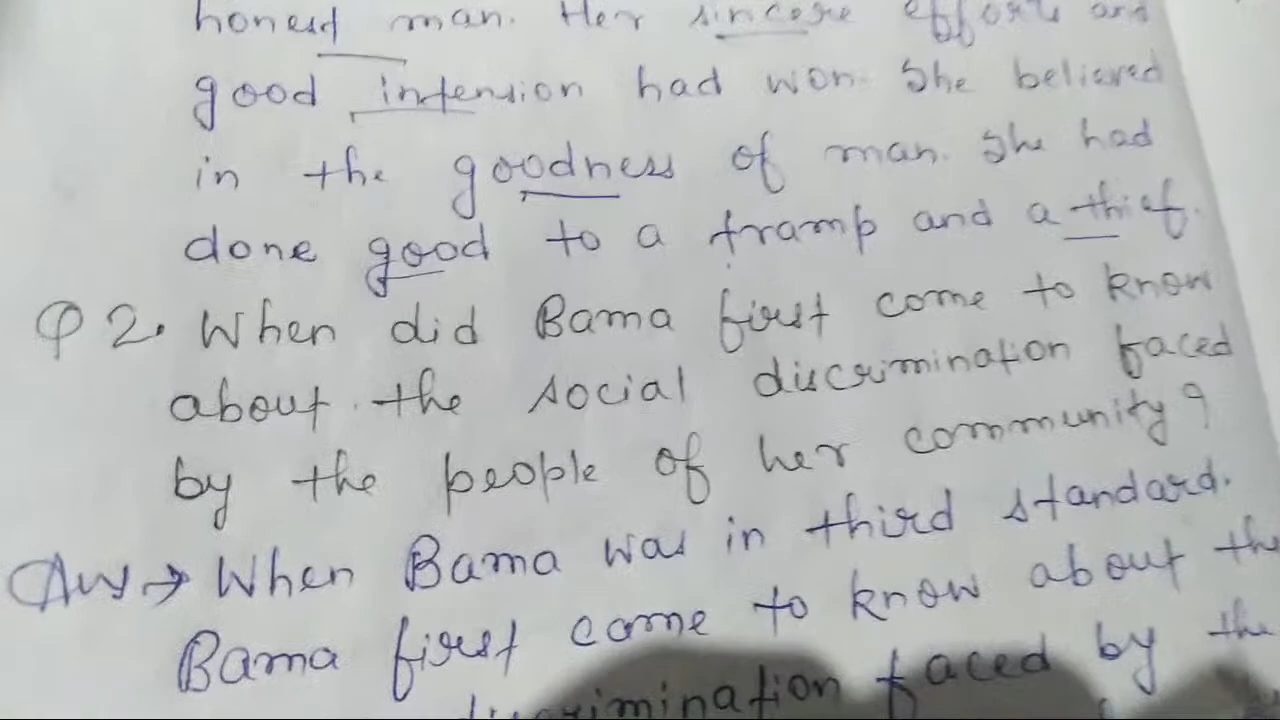 honest man. Her sincere efforts and
good intension had won. She believed
in the goodness of man. She had
done good to a tramp and a thief.
Q 2. When did Bama first come to know
about the social discrimination faced
by the people of her community?
Ans → When Bama was in third standard.
Bama first came to know about the
discrimination faced by the